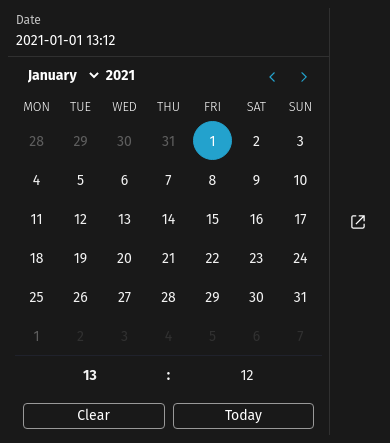 Date
2021-01-01 13:12
January 2021
MON TUE WED THU FRI SAT SUN
28 29 30 31 1 2 3
4 5 6 7 8 9 10
11 12 13 14 15 16 17
18 19 20 21 22 23 24
25 26 27 28 29 30 31
1 2 3 4 5 6 7
13 : 12
Clear Today